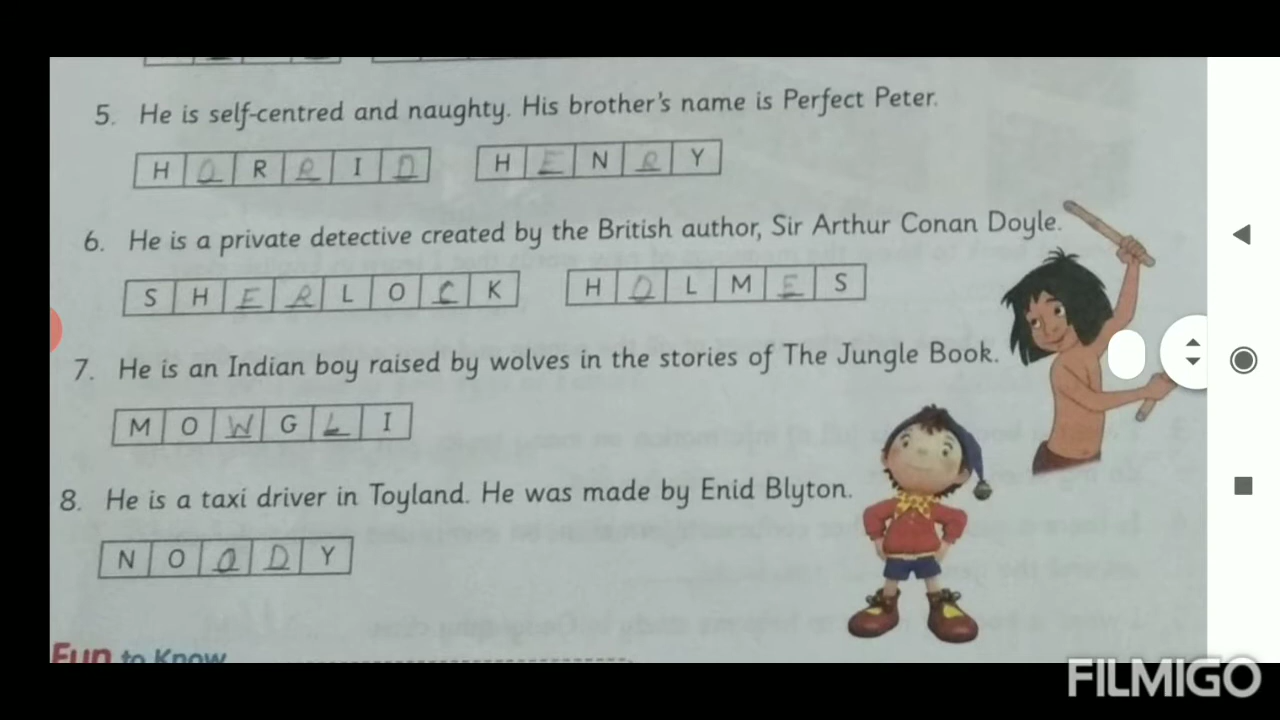 5. He is self-centred and naughty. His brother's name is Perfect Peter.
H O R R I D H E N R Y
6. He is a private detective created by the British author, Sir Arthur Conan Doyle.
S H E R L O C K H O L M E S
7. He is an Indian boy raised by wolves in the stories of The Jungle Book.
M O W G L I
8. He is a taxi driver in Toyland. He was made by Enid Blyton.
N O D D Y
Fun to Know
FILMIGO